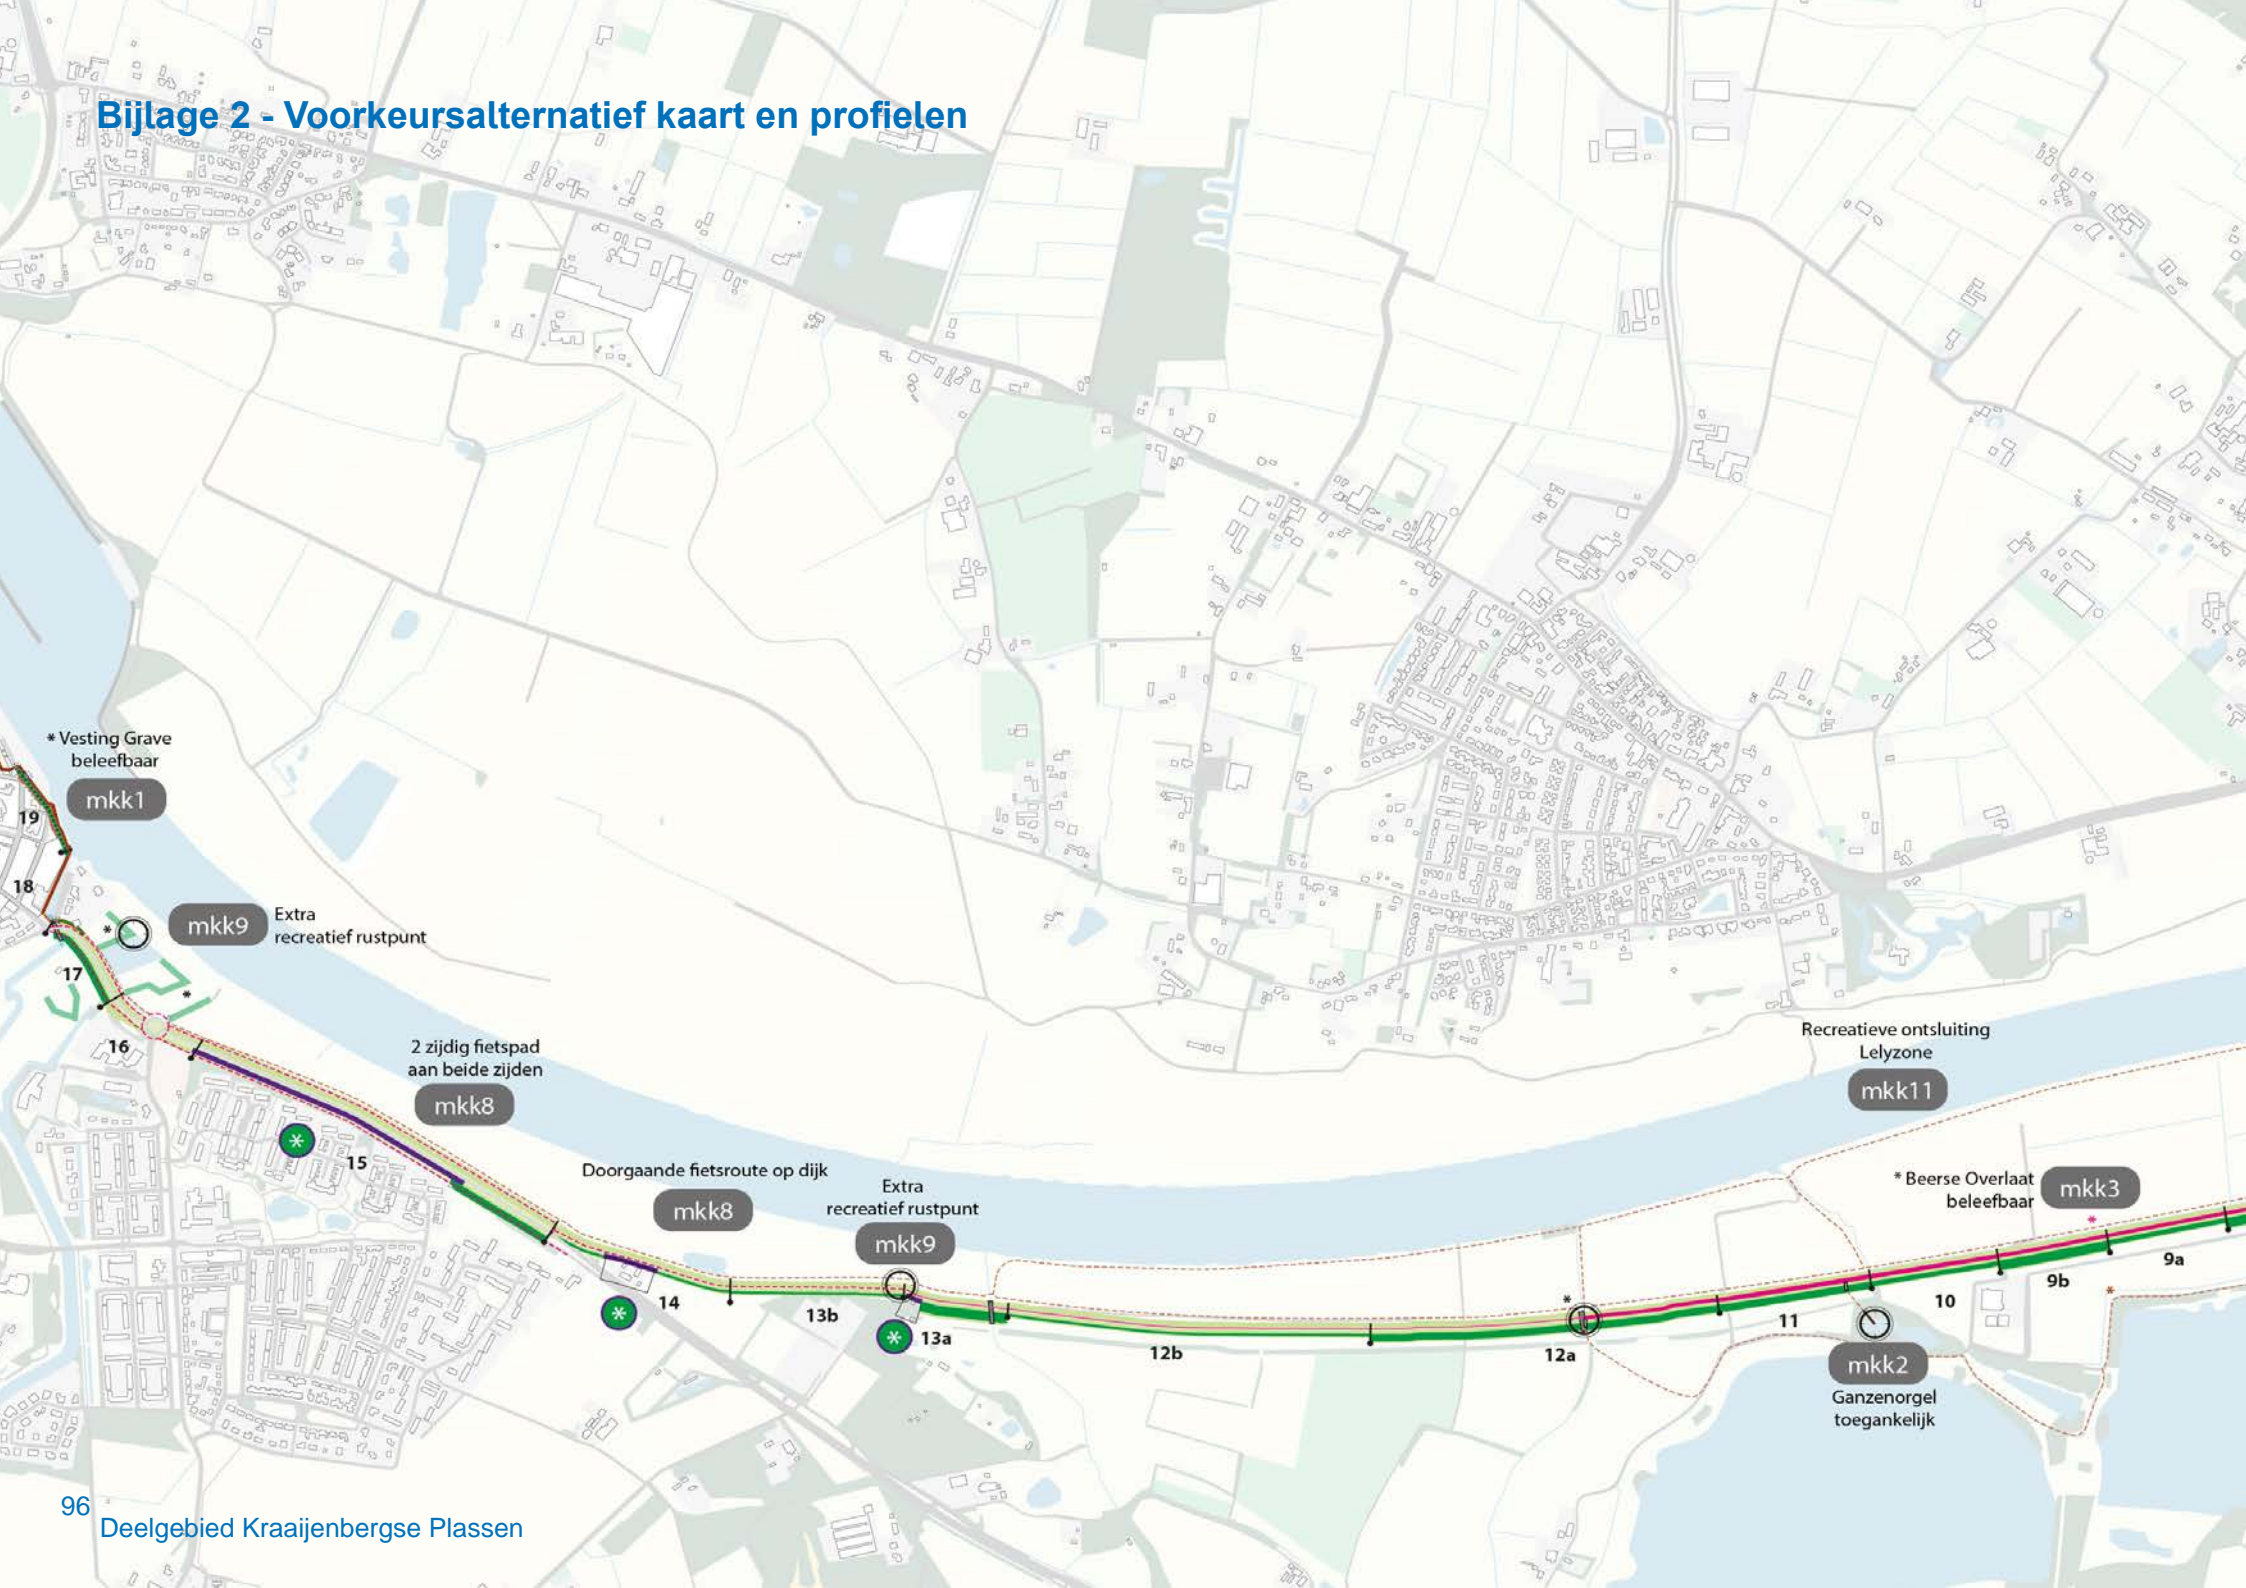 Bijlage 2 - Voorkeursalternatief kaart en profielen
* Vesting Grave
beleefbaar
mkk1
19
18
* mkk9
Extra
recreatief rustpunt
17
*
16
2 zijdig fietspad
aan beide zijden
mkk8
*
15
Doorgaande fietsroute op dijk
mkk8
Extra
recreatief rustpunt
mkk9
*
14
13b
*
13a
12b
*
12a
Recreatieve ontsluiting
Lelyzone
mkk11
* Beerse Overlaat
beleefbaar
mkk3
*
9a
9b
*
10
11
mkk2
Ganzenorgel
toegankelijk
96
Deelgebied Kraaijenbergse Plassen